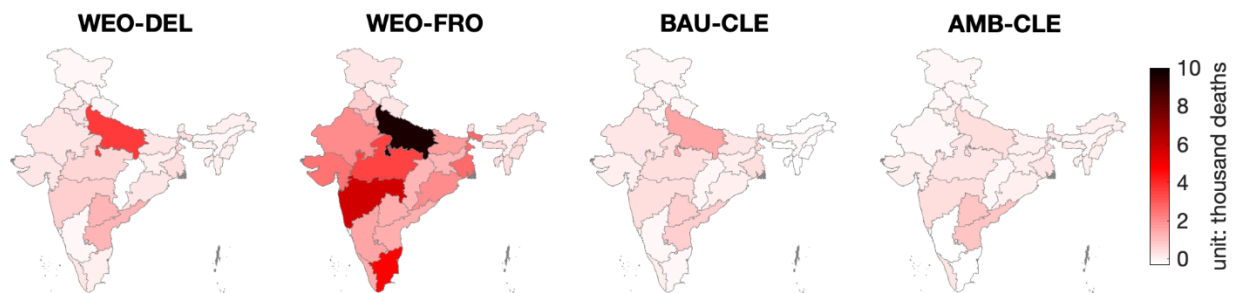 WEO-DEL
WEO-FRO
BAU-CLE
AMB-CLE
10
8
6
4
2
0
unit: thousand deaths